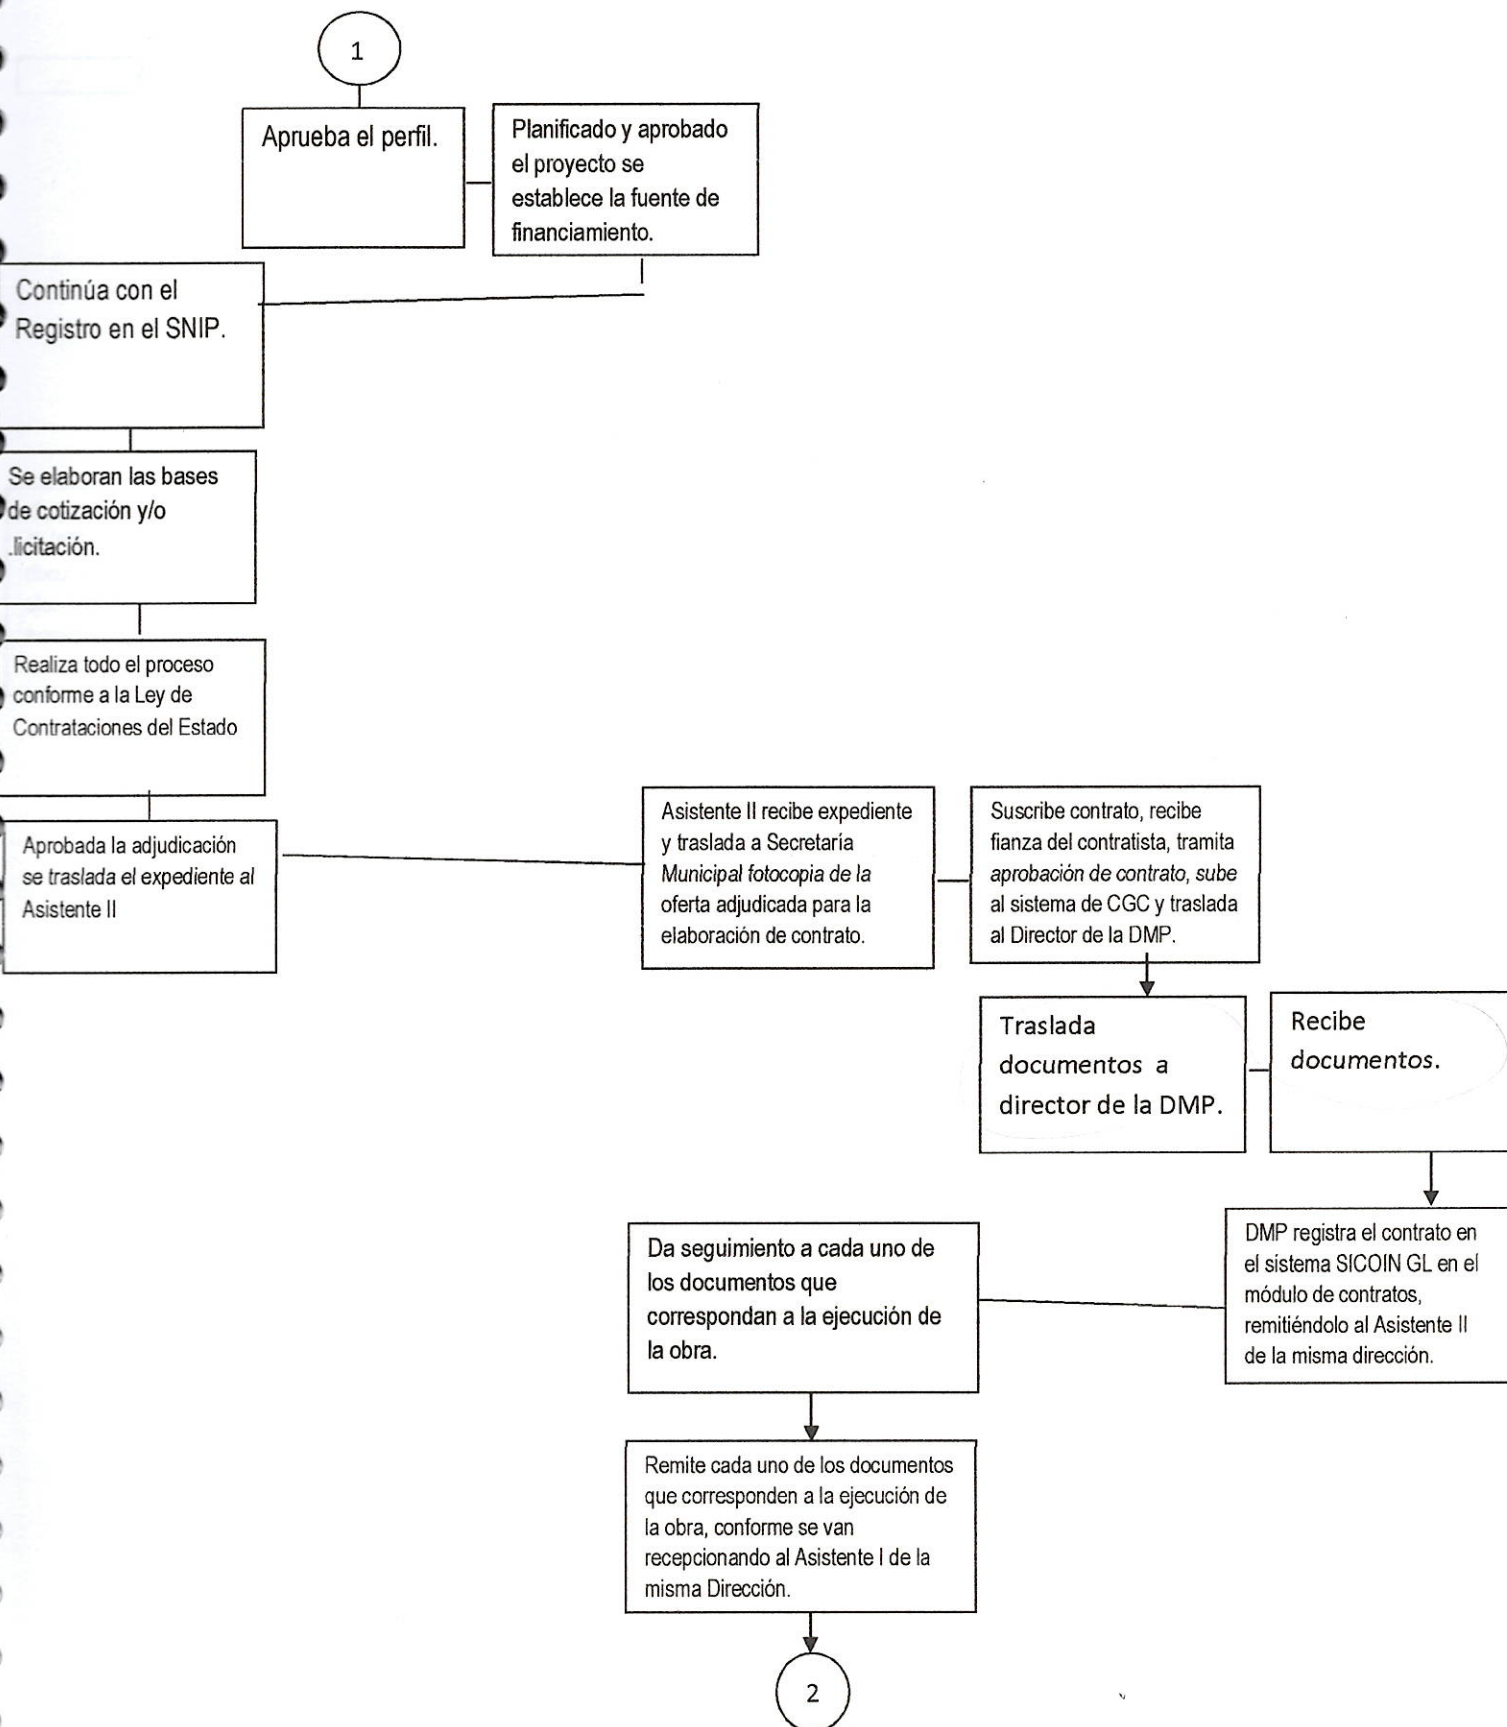 1
Aprueba el perfil.
Planificado y aprobado
el proyecto se
establece la fuente de
financiamiento.
Continúa con el
Registro en el SNIP.
Se elaboran las bases
de cotización y/o
.licitación.
Realiza todo el proceso
conforme a la Ley de
Contrataciones del Estado
Aprobada la adjudicación
se traslada el expediente al
Asistente II
Asistente II recibe expediente
y traslada a Secretaría
Municipal fotocopia de la
oferta adjudicada para la
elaboración de contrato.
Suscribe contrato, recibe
fianza del contratista, tramita
aprobación de contrato, sube
al sistema de CGC y traslada
al Director de la DMP.
Traslada
documentos a
director de la DMP.
Recibe
documentos.
DMP registra el contrato en
el sistema SICOIN GL en el
módulo de contratos,
remitiéndolo al Asistente II
de la misma dirección.
Da seguimiento a cada uno de
los documentos que
correspondan a la ejecución de
la obra.
Remite cada uno de los documentos
que corresponden a la ejecución de
la obra, conforme se van
recepcionando al Asistente I de la
misma Dirección.
2